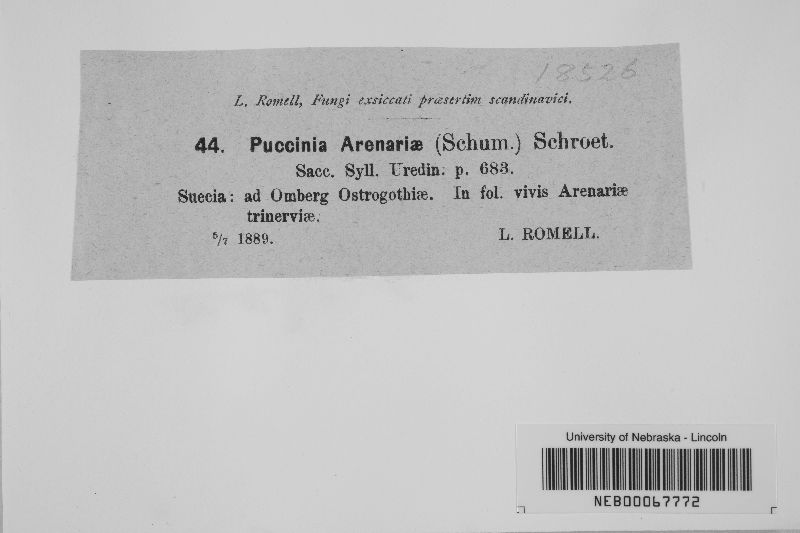 18526
L. Romell, Fungi exsiccati præsertim scandinavici.
44. Puccinia Arenariæ (Schum.) Schroet.
Sacc. Syll. Uredin. p. 683.
Suecia: ad Omberg Ostrogothiæ. In fol. vivis Arenariæ
trinerviæ.
5/7 1889. L. ROMELL.
University of Nebraska - Lincoln
NEB00067772